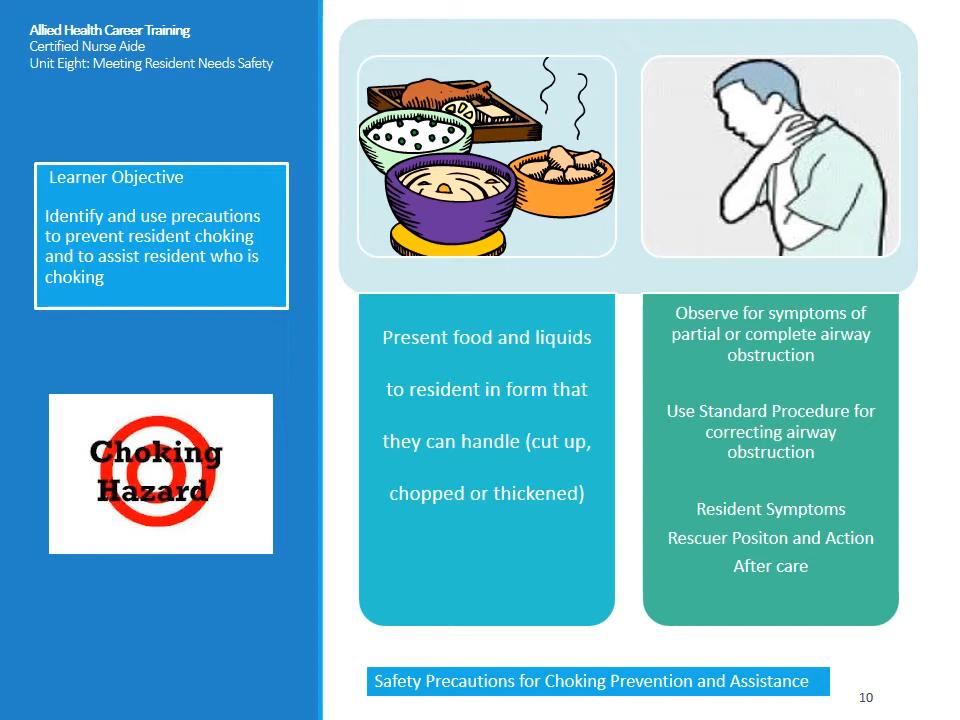 Allied Health Career Training
Certified Nurse Aide
Unit Eight: Meeting Resident Needs Safety
Learner Objective
Identify and use precautions
to prevent resident choking
and to assist resident who is
choking
Choking
Hazard
Present food and liquids
to resident in form that
they can handle (cut up,
chopped or thickened)
Observe for symptoms of
partial or complete airway
obstruction
Use Standard Procedure for
correcting airway
obstruction
Resident Symptoms
Rescuer Positon and Action
After care
Safety Precautions for Choking Prevention and Assistance
10